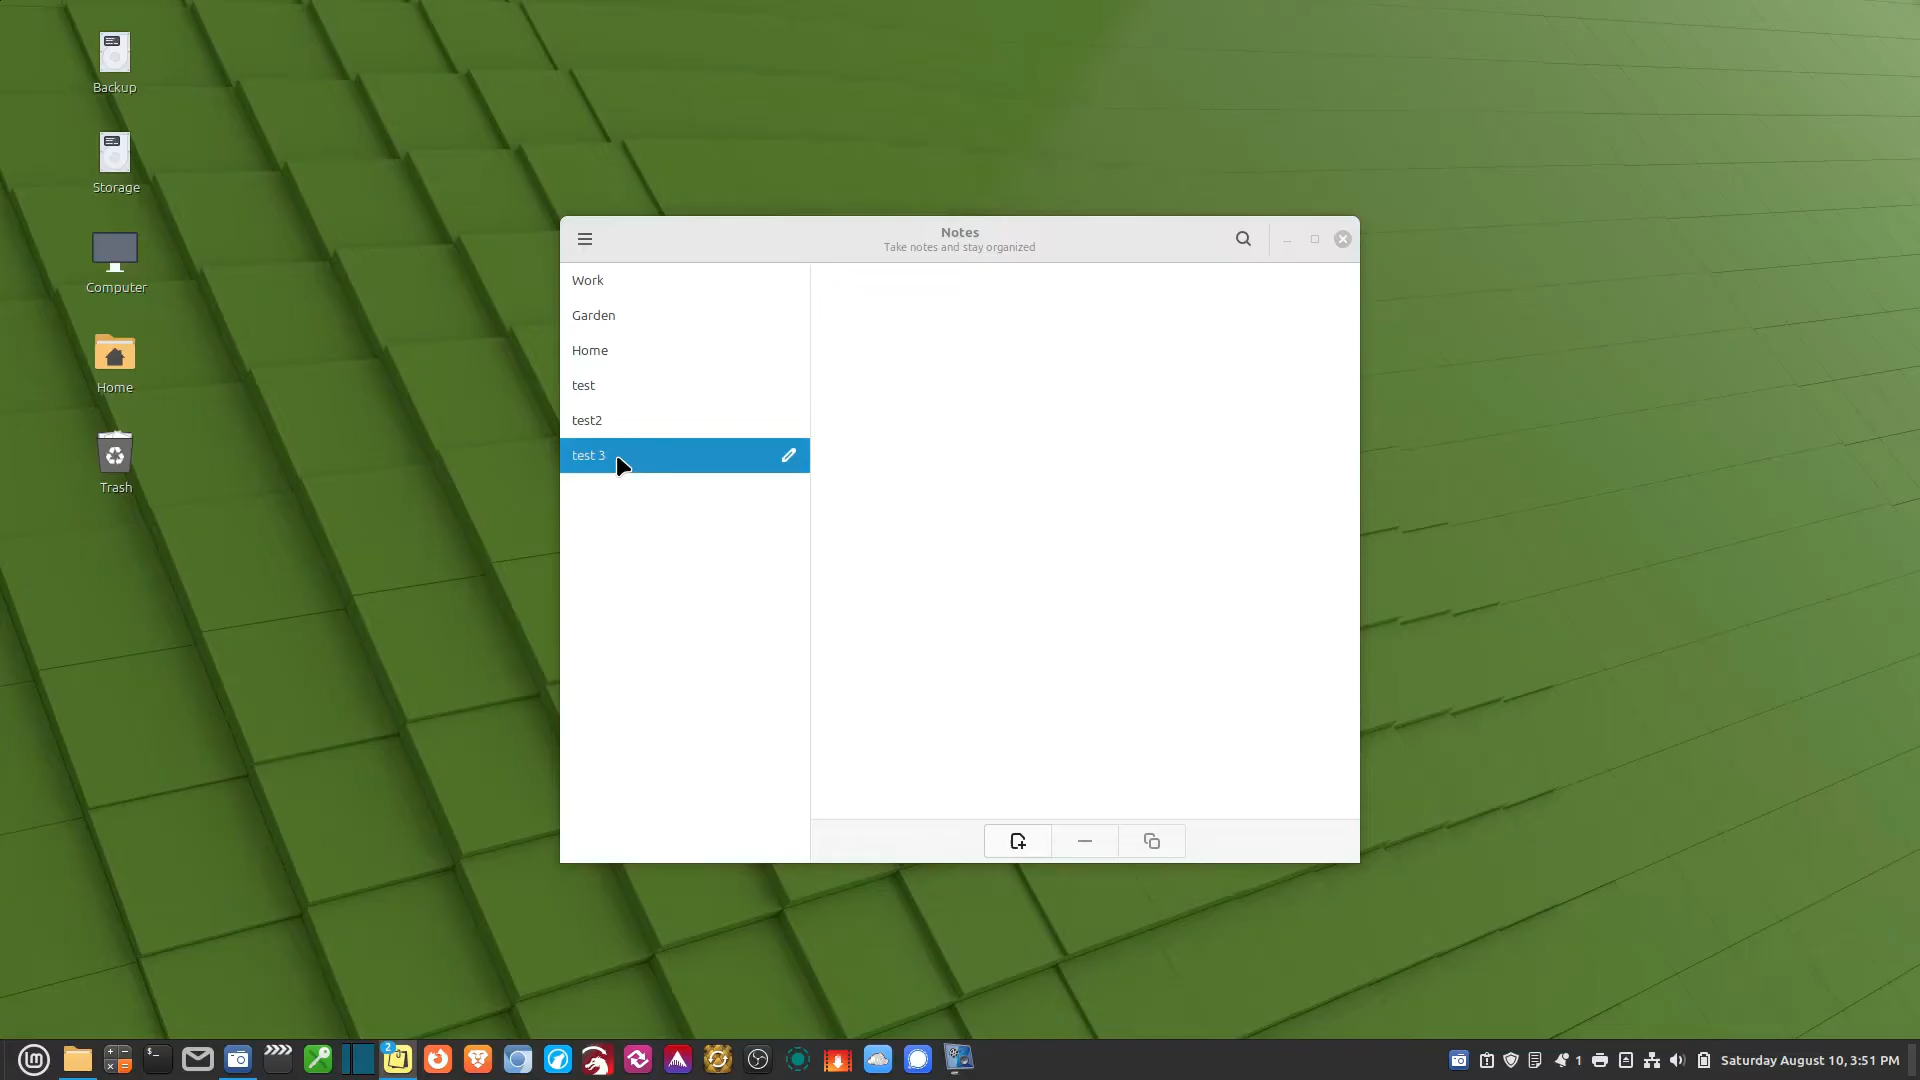 Backup
Storage
Computer
Home
Trash
Notes
Take notes and stay organized
Work
Garden
Home
test
test2
test 3
2
1
Saturday August 10, 3:51 PM